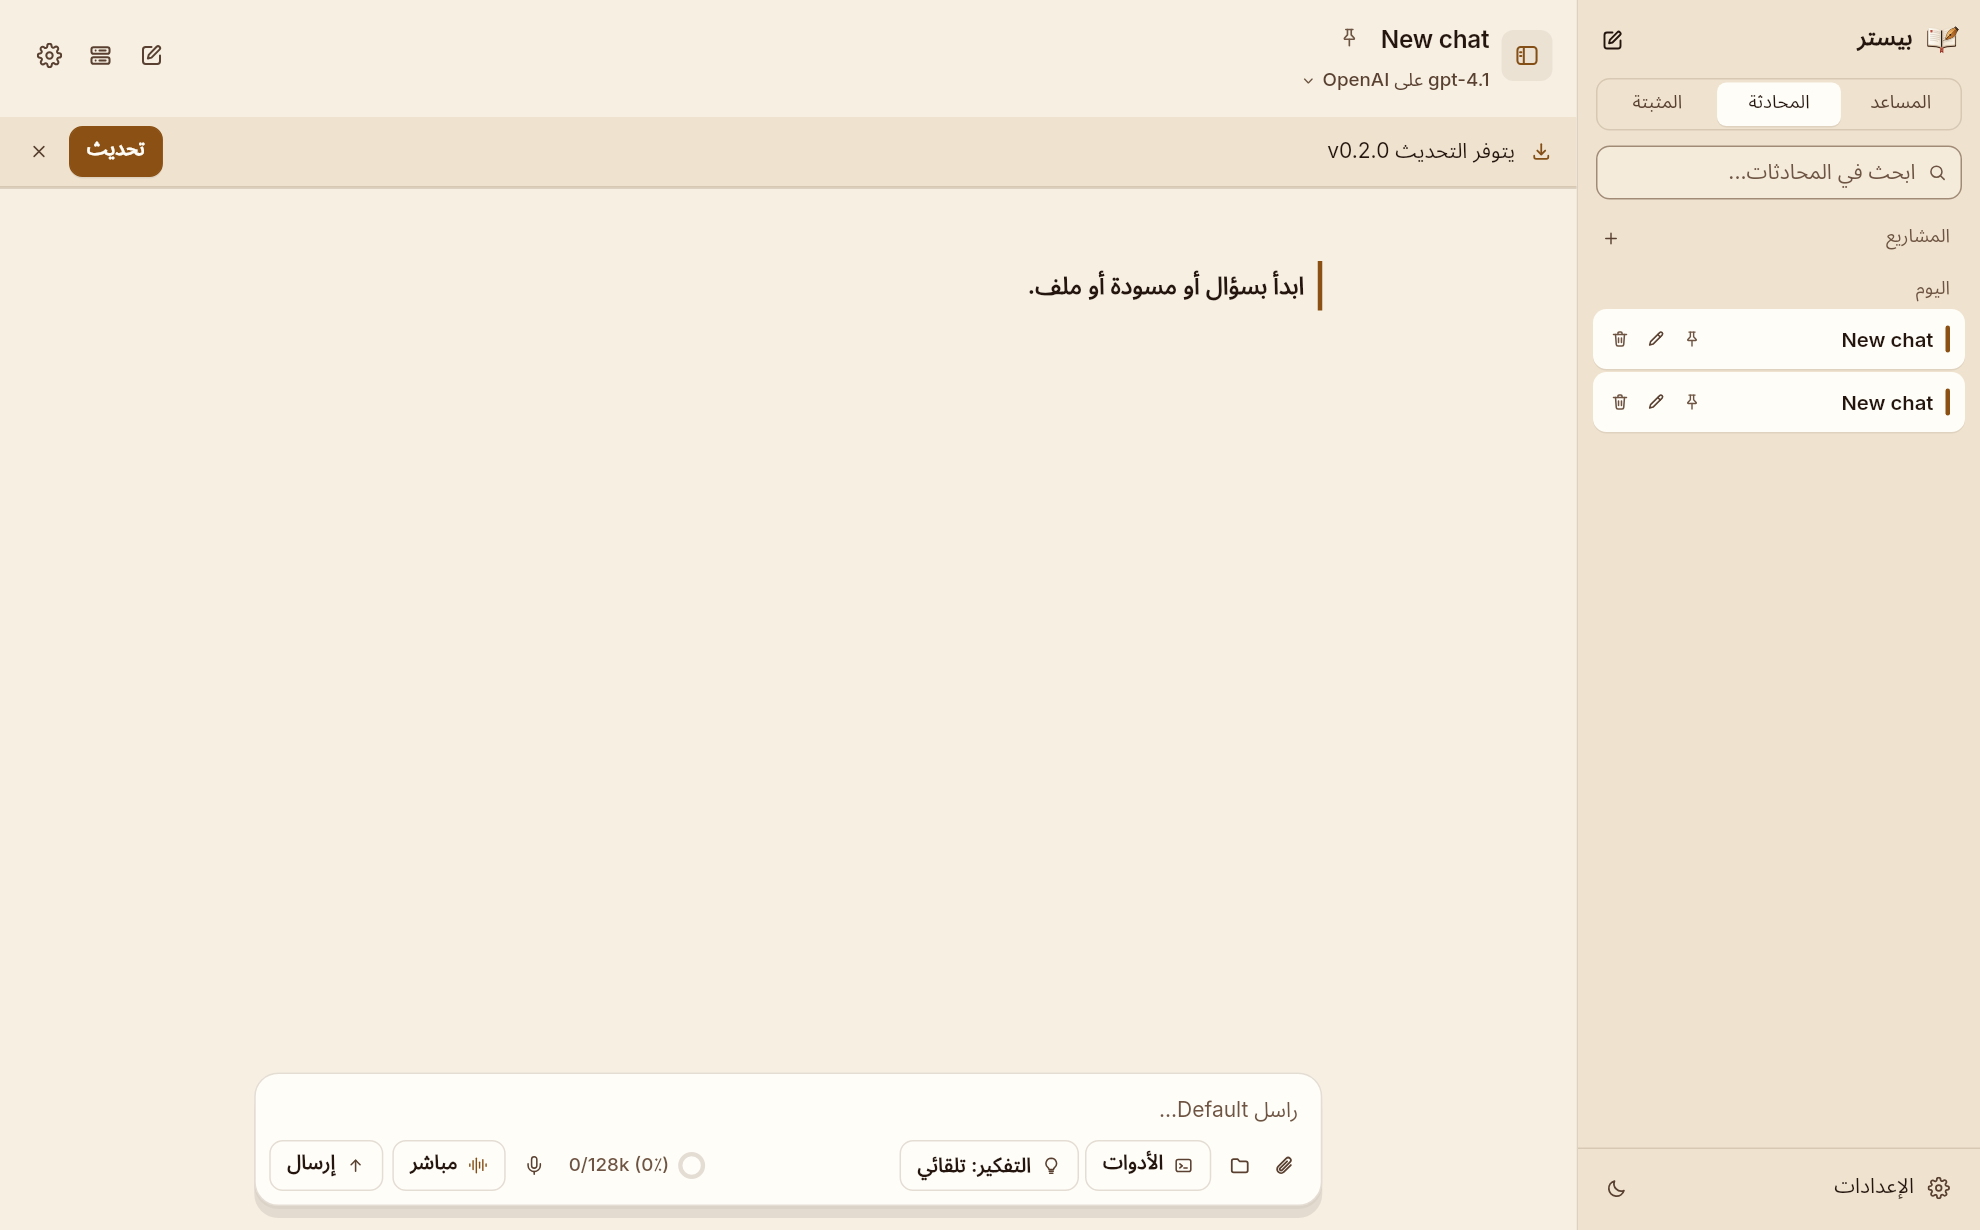 بيستر
المساعد
المحادثة
المثبتة
ابحث في المحادثات...
المشاريع
اليوم
New chat
New chat
الإعدادات
New chat
gpt-4.1 على OpenAI
يتوفر التحديث v0.2.0
تحديث
ابدأ بسؤال أو مسودة أو ملف.
راسل Default...
الأدوات
التفكير: تلقائي
0/128k (0٪)
مباشر
إرسال